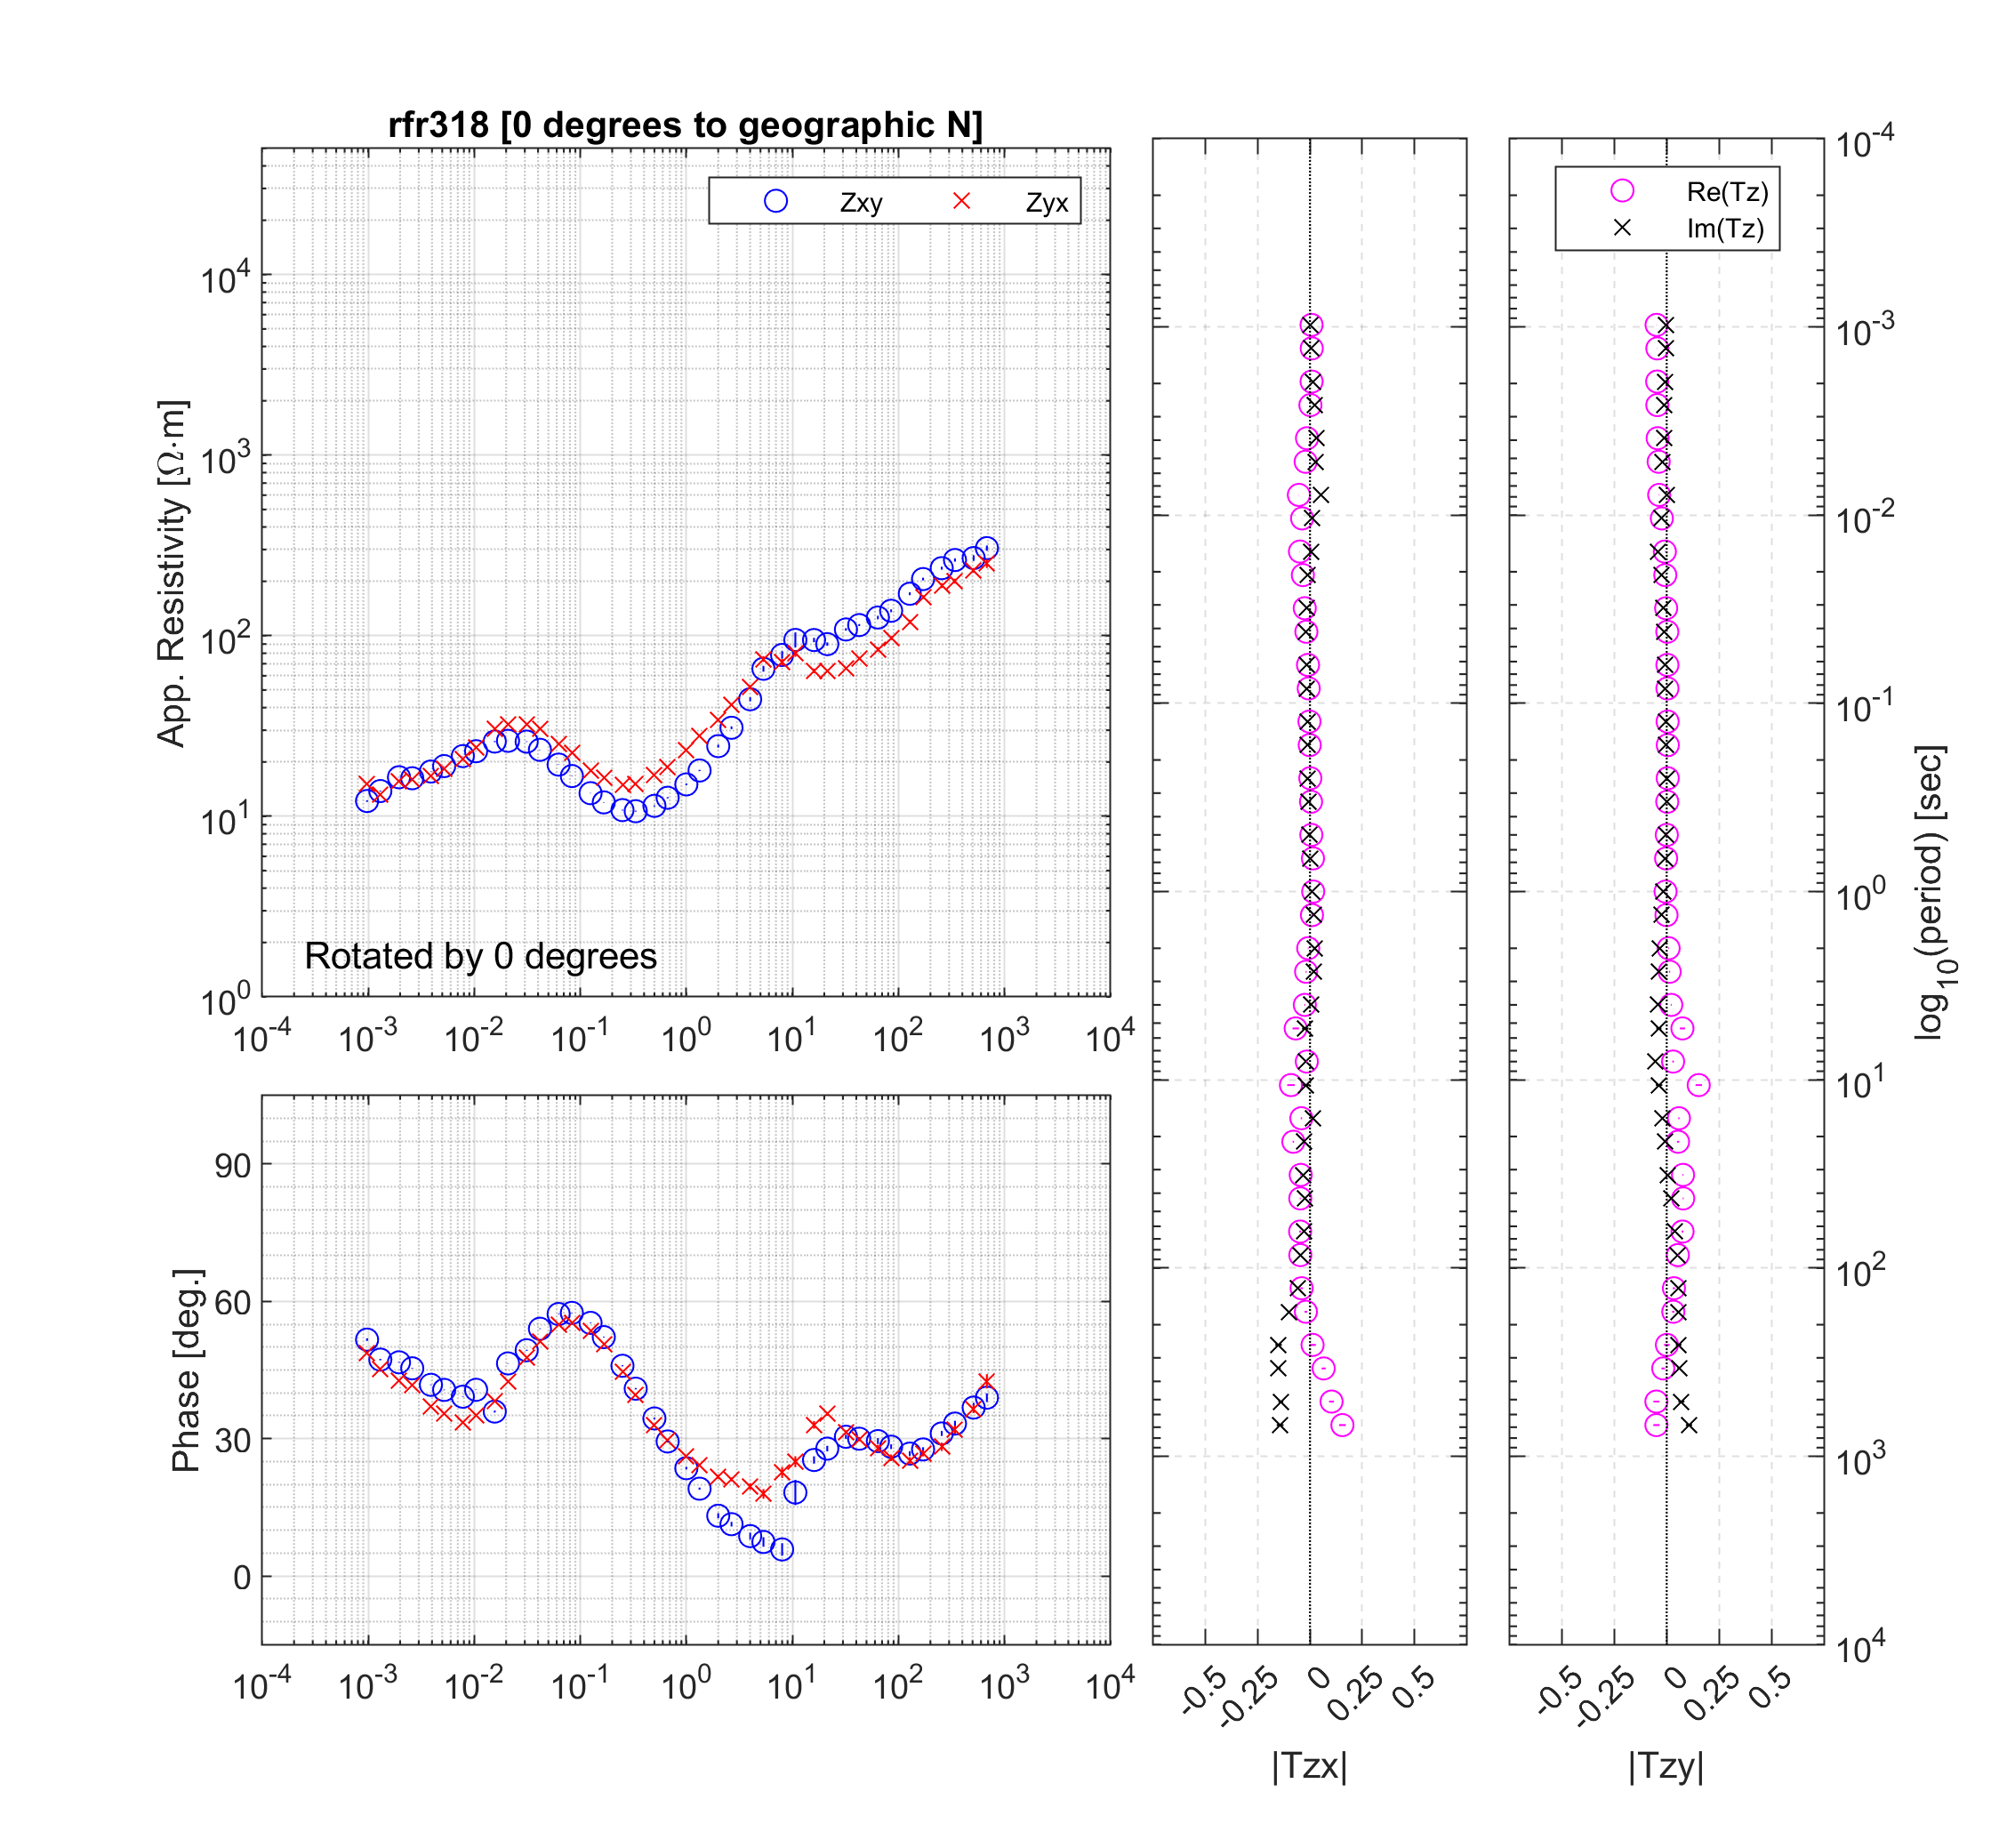 rfr318 [0 degrees to geographic N]
Zxy Zyx
App. Resistivity [Ω·m]
10^4
10^3
10^2
10^1
10^0
Rotated by 0 degrees
10^-4 10^-3 10^-2 10^-1 10^0 10^1 10^2 10^3 10^4
Phase [deg.]
90
60
30
0
10^-4 10^-3 10^-2 10^-1 10^0 10^1 10^2 10^3 10^4
-0.5 -0.25 0 0.25 0.5
|Tzx|
Re(Tz)
Im(Tz)
-0.5 -0.25 0 0.25 0.5
|Tzy|
10^-4
10^-3
10^-2
10^-1
10^0
10^1
10^2
10^3
10^4
log_10(period) [sec]